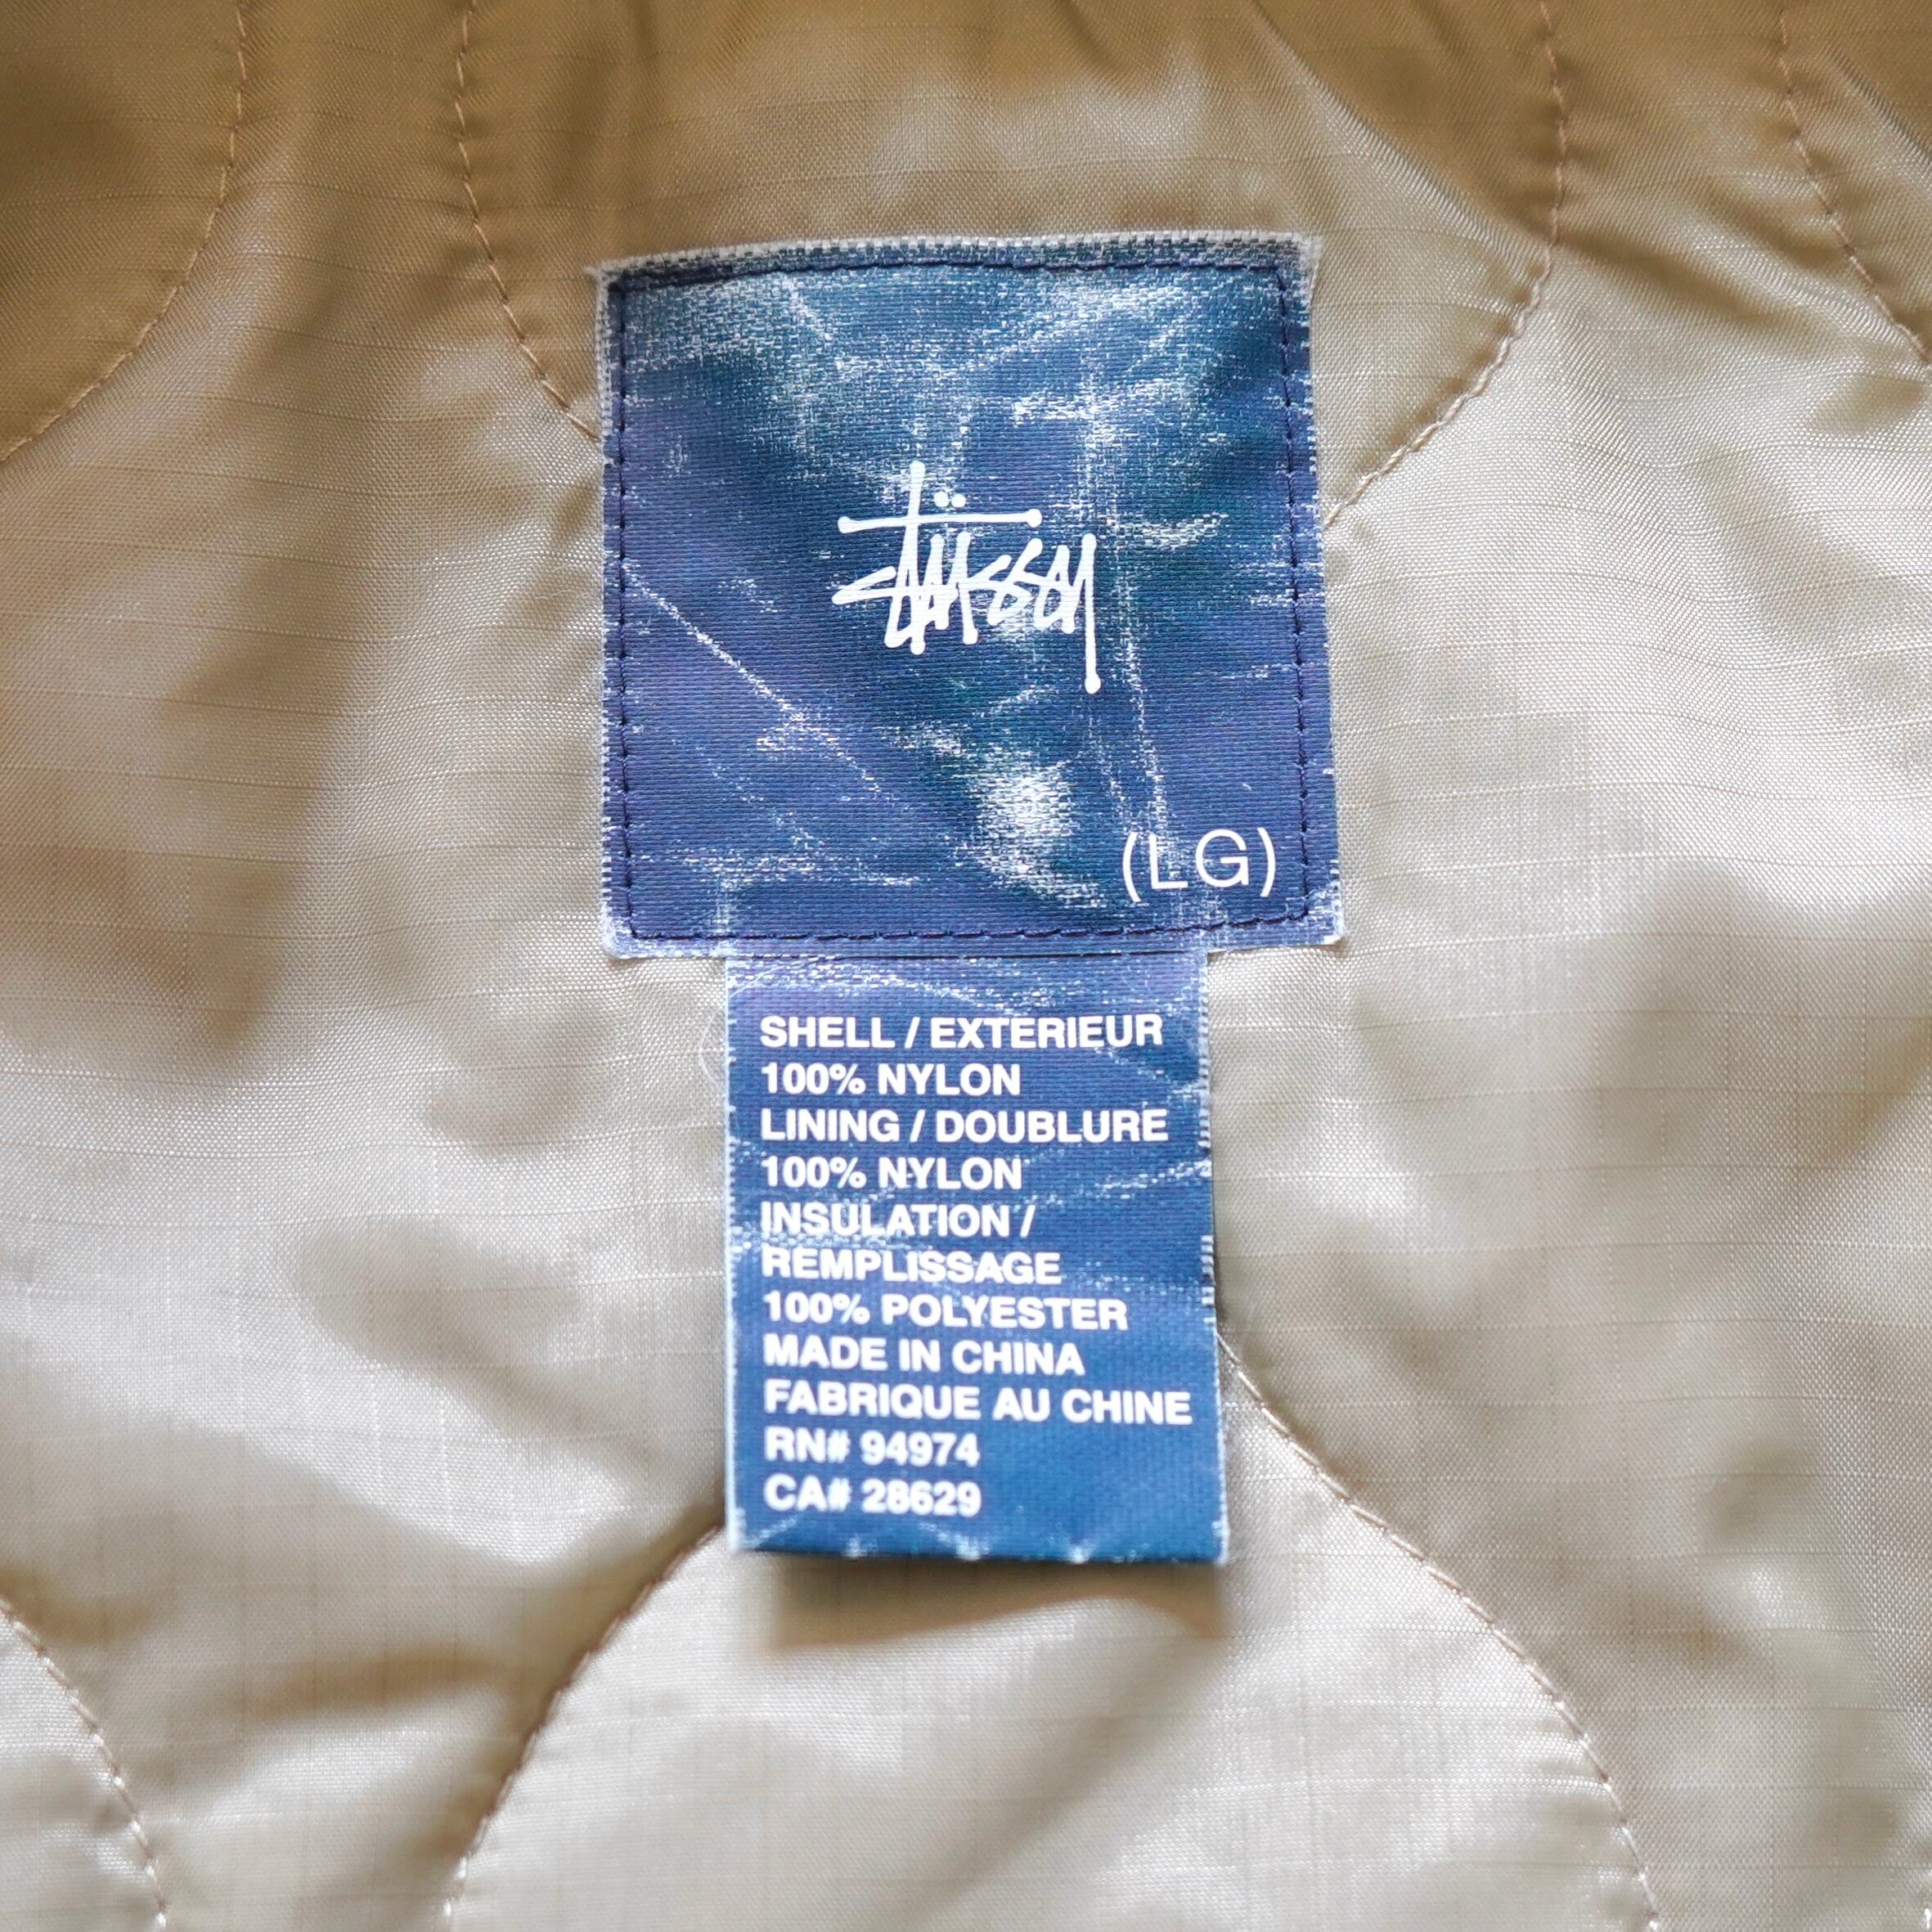 Stüssy
(LG)
SHELL / EXTERIEUR
100% NYLON
LINING / DOUBLURE
100% NYLON
INSULATION /
REMPLISSAGE
100% POLYESTER
MADE IN CHINA
FABRIQUE AU CHINE
RN# 94974
CA# 28629